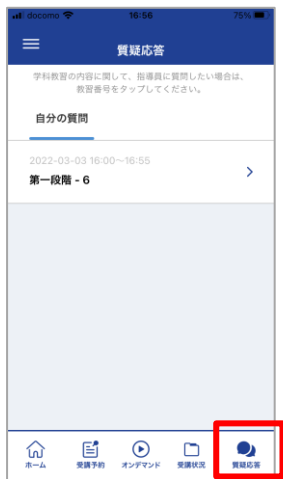 docomo 16:56 75%
質疑応答
学科教習の内容に関して、指導員に質問したい場合は、
教習番号をタップしてください。
自分の質問
2022-03-03 16:00～16:55
第一段階 - 6
ホーム 受講予約 オンデマンド 受講状況 質疑応答